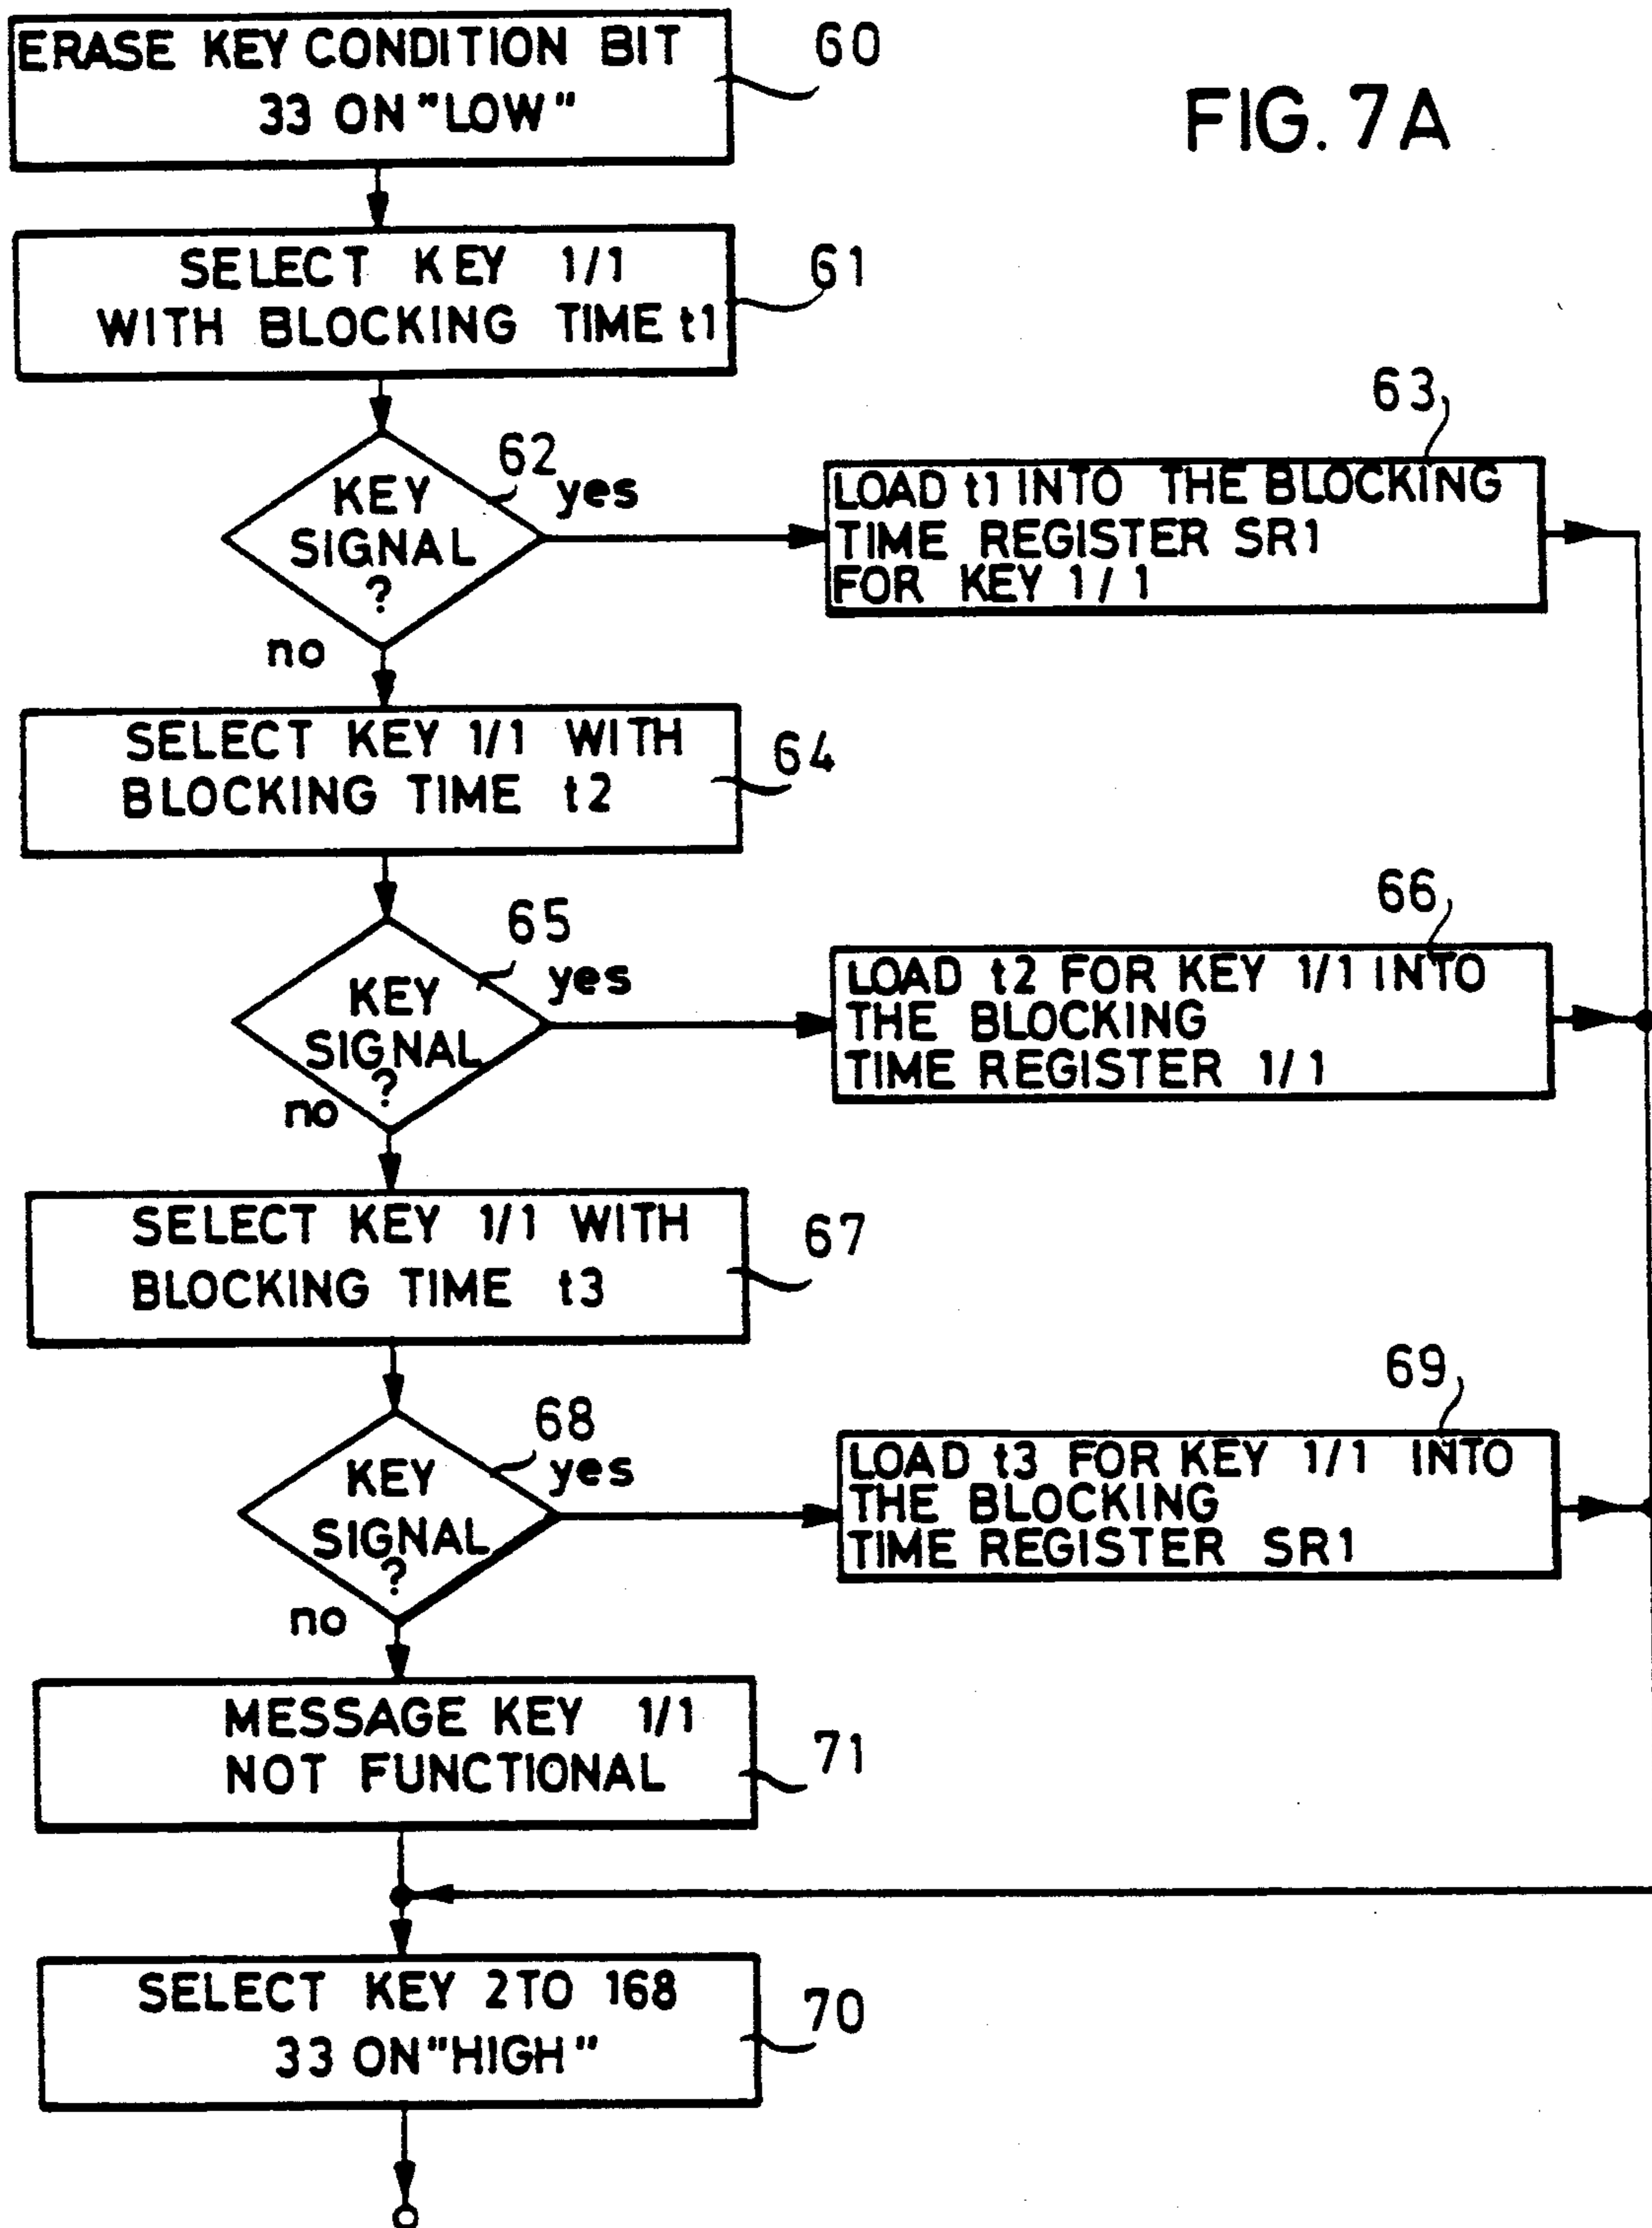 FIG. 7A
ERASE KEY CONDITION BIT
33 ON "LOW"
60
SELECT KEY 1/1
WITH BLOCKING TIME t1
61
KEY
SIGNAL
?
62
yes
no
LOAD t1 INTO THE BLOCKING
TIME REGISTER SR1
FOR KEY 1/1
63
SELECT KEY 1/1 WITH
BLOCKING TIME t2
64
KEY
SIGNAL
?
65
yes
no
LOAD t2 FOR KEY 1/1 INTO
THE BLOCKING
TIME REGISTER 1/1
66
SELECT KEY 1/1 WITH
BLOCKING TIME t3
67
KEY
SIGNAL
?
68
yes
no
LOAD t3 FOR KEY 1/1 INTO
THE BLOCKING
TIME REGISTER SR1
69
MESSAGE KEY 1/1
NOT FUNCTIONAL
71
SELECT KEY 2 TO 168
33 ON "HIGH"
70